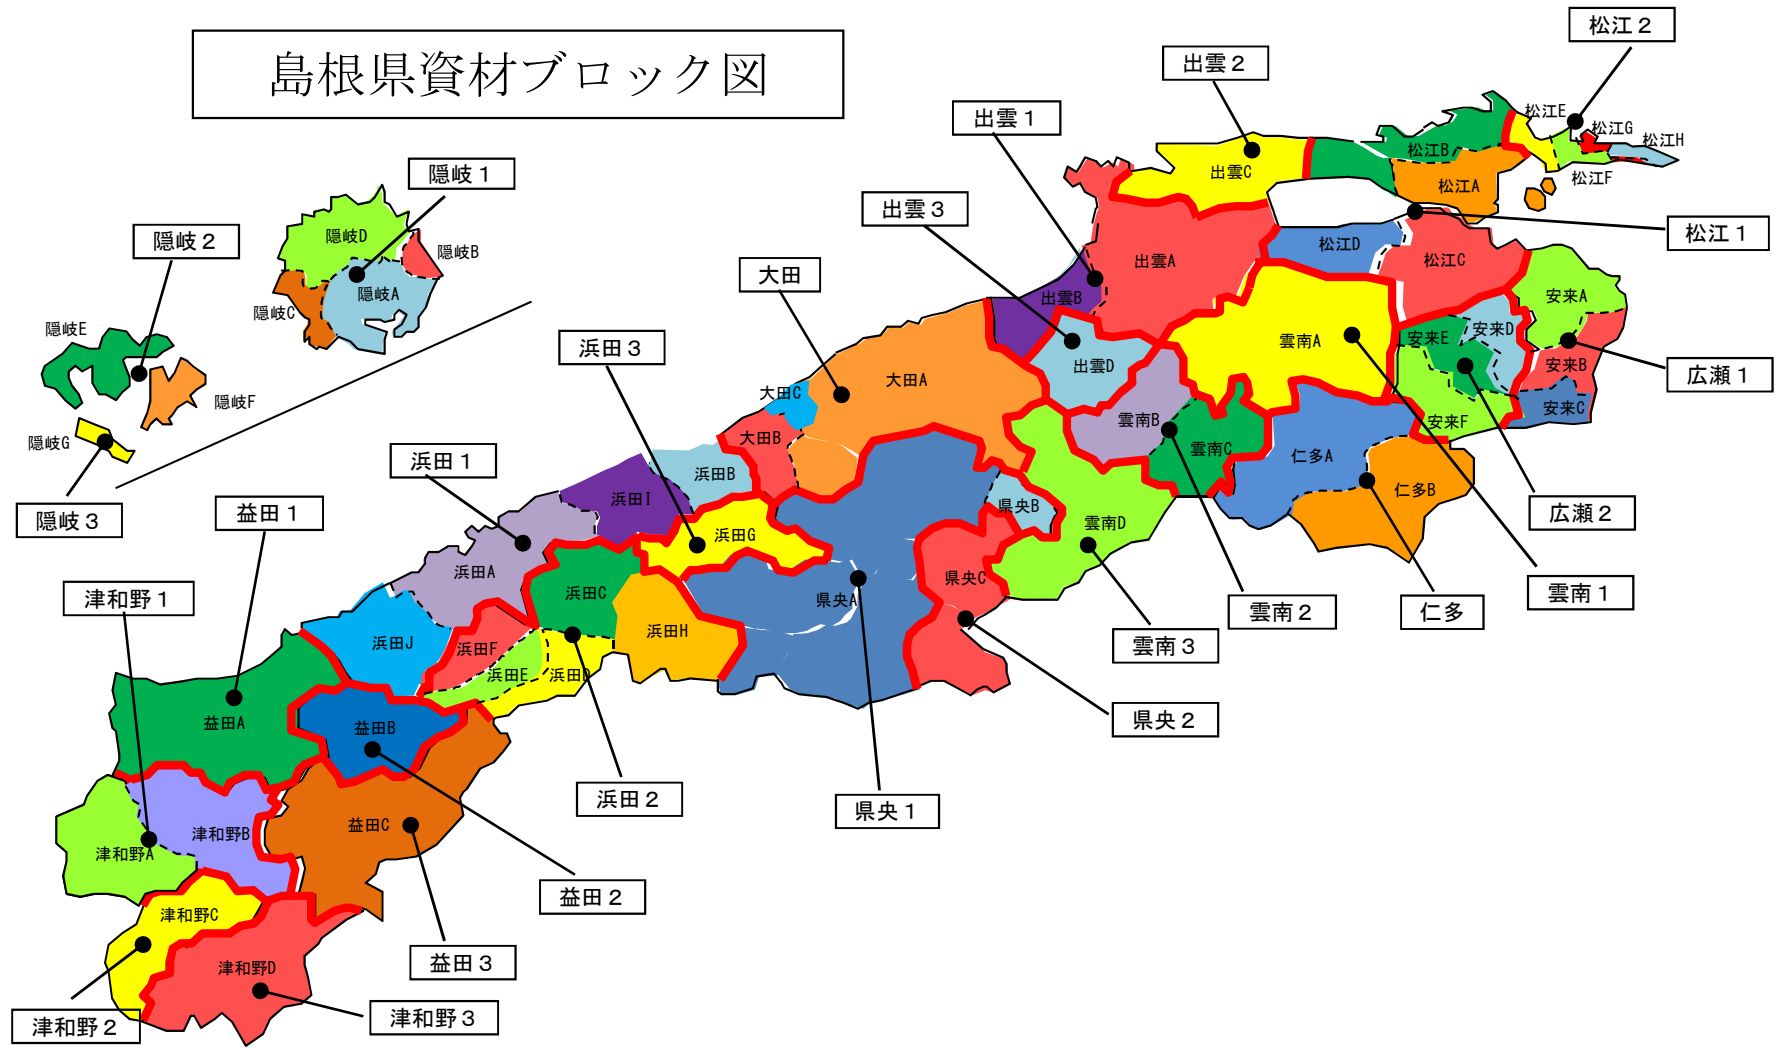 島根県資材ブロック図
松江２
出雲２
出雲１
松江E
松江G
松江H
松江B
松江F
松江A
出雲C
隠岐１
出雲３
松江１
隠岐２
隠岐D
隠岐B
松江D
松江C
出雲A
大田
隠岐A
隠岐C
出雲B
安来A
隠岐E
浜田３
安来D
安来E
雲南A
出雲D
安来B
広瀬１
大田A
大田C
隠岐F
安来C
安来F
雲南B
大田B
隠岐G
雲南C
仁多A
浜田１
浜田B
仁多B
浜田I
県央B
隠岐３
益田１
雲南D
広瀬２
浜田G
浜田A
県央C
浜田C
県央A
雲南１
津和野１
雲南２
仁多
浜田H
浜田J
浜田F
雲南３
浜田E
浜田D
益田A
益田B
県央２
浜田２
県央１
益田C
津和野B
津和野A
益田２
津和野C
益田３
津和野D
津和野２
津和野３